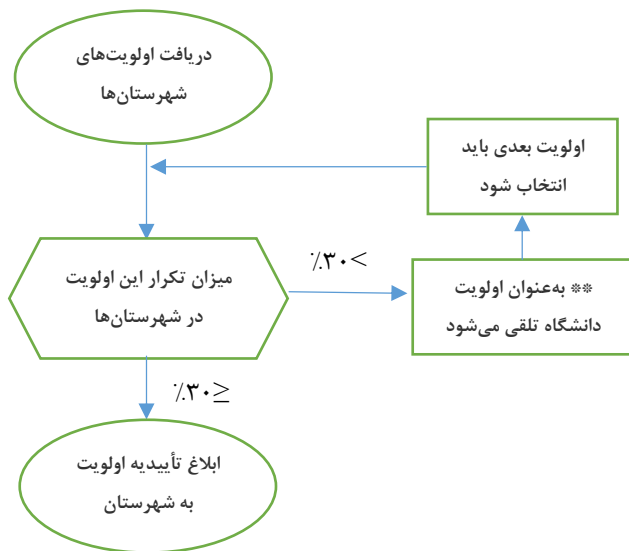 دریافت اولویت‌های
شهرستان‌ها
اولویت بعدی باید
انتخاب شود
٪۳۰<
میزان تکرار این اولویت
در شهرستان‌ها
** به‌عنوان اولویت
دانشگاه تلقی می‌شود
٪۳۰≥
ابلاغ تأییدیه اولویت
به شهرستان